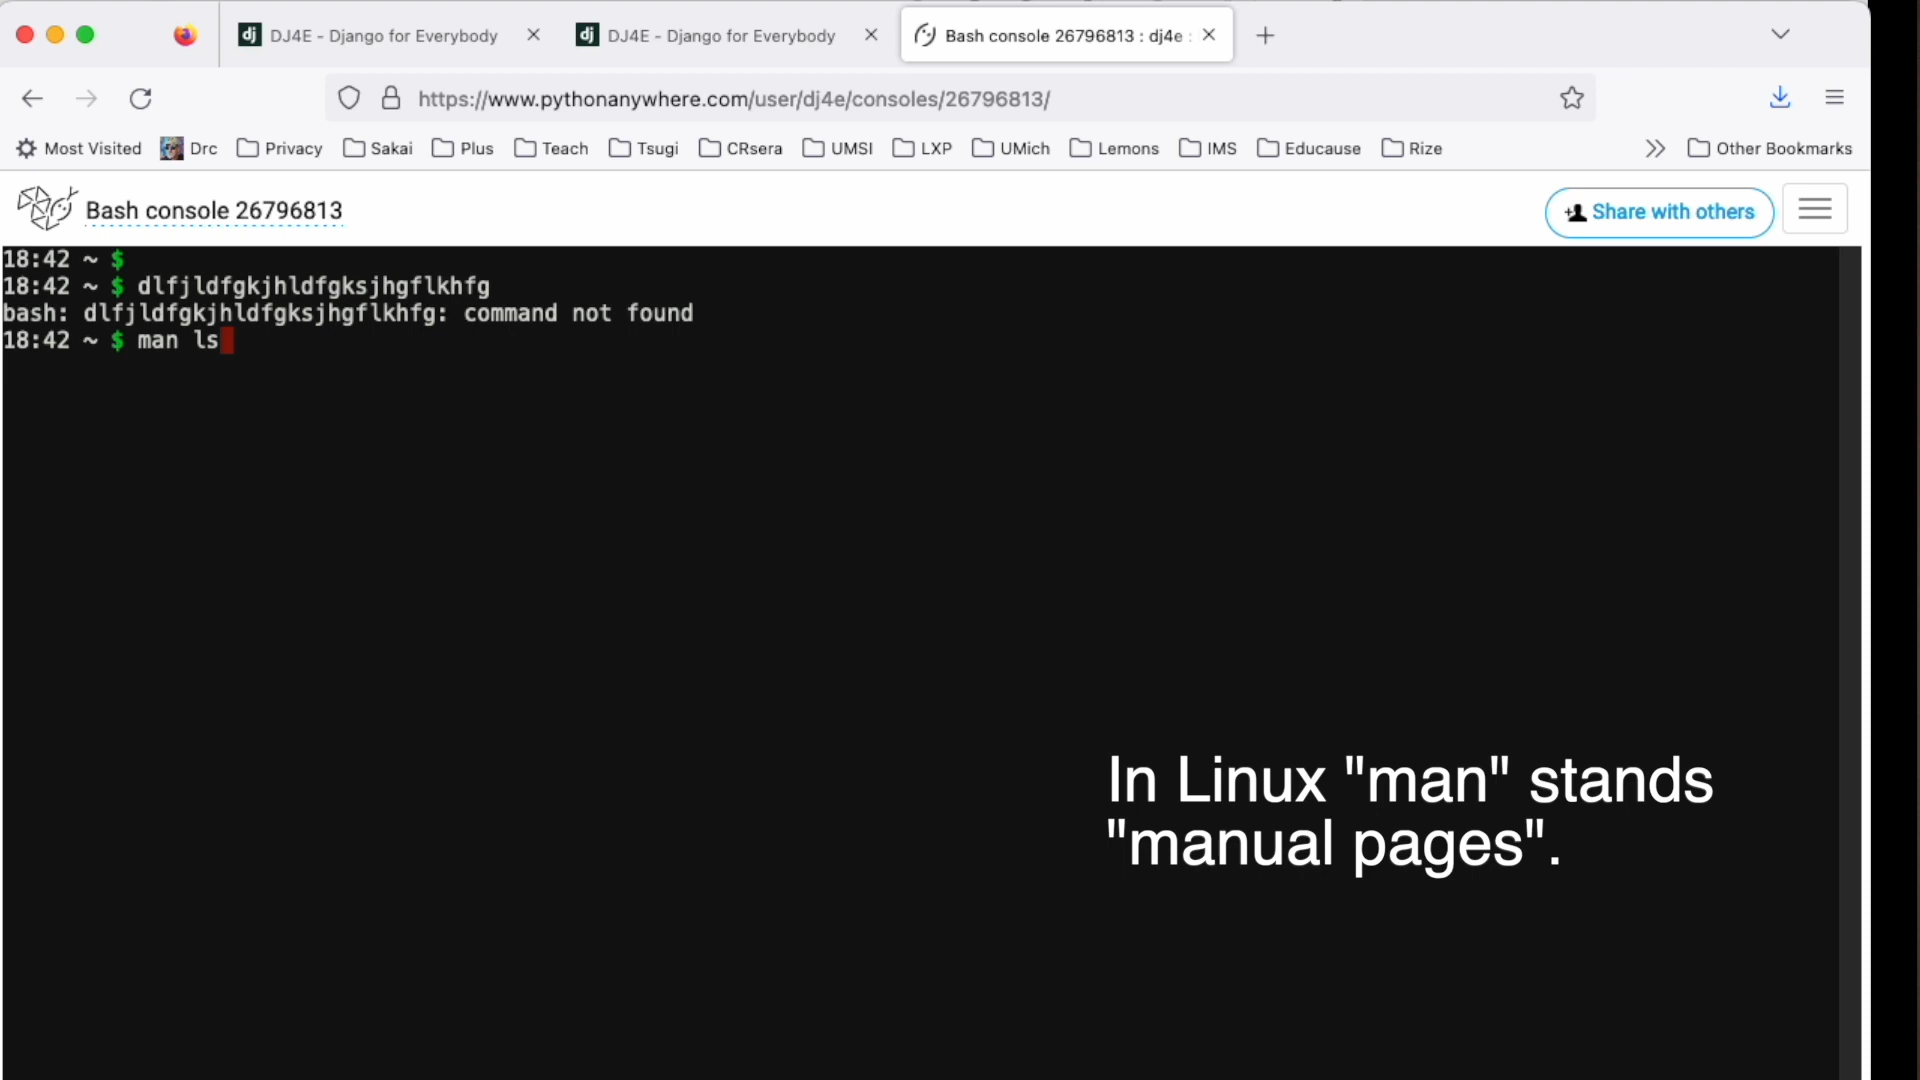 dj DJ4E - Django for Everybody
dj DJ4E - Django for Everybody
Bash console 26796813 : dj4e :
https://www.pythonanywhere.com/user/dj4e/consoles/26796813/
Most Visited Drc Privacy Sakai Plus Teach Tsugi CRsera UMSI LXP UMich Lemons IMS Educause Rize Other Bookmarks
Bash console 26796813
Share with others
18:42 ~ $
18:42 ~ $ dlfjldfgkjhldfgksjhgflkhfg
bash: dlfjldfgkjhldfgksjhgflkhfg: command not found
18:42 ~ $ man ls
In Linux "man" stands
"manual pages".